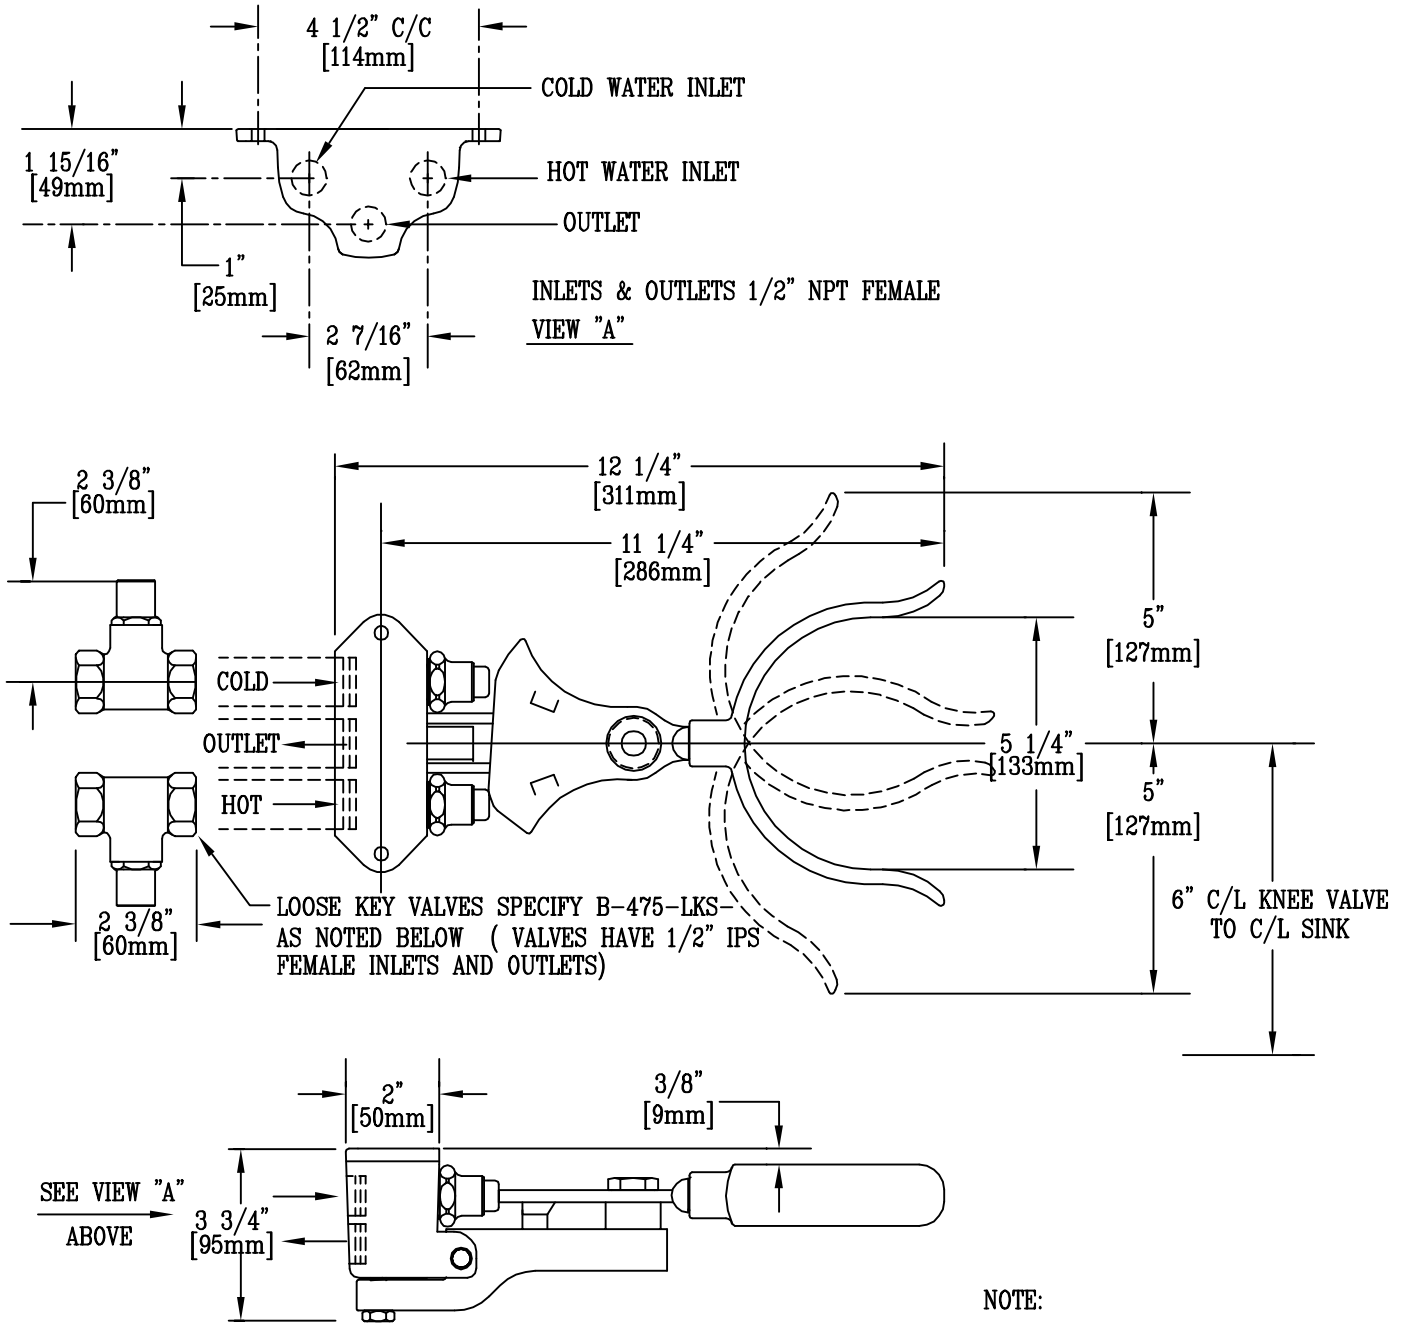 4 1/2" C/C
[114mm]
COLD WATER INLET
1 15/16"
[49mm]
HOT WATER INLET
OUTLET
1"
[25mm]
INLETS & OUTLETS 1/2" NPT FEMALE
VIEW "A"
2 7/16"
[62mm]
2 3/8"
[60mm]
12 1/4"
[311mm]
11 1/4"
[286mm]
5"
[127mm]
COLD
OUTLET
HOT
5 1/4"
[133mm]
5"
[127mm]
6" C/L KNEE VALVE
TO C/L SINK
2 3/8"
[60mm]
LOOSE KEY VALVES SPECIFY B-475-LKS-
AS NOTED BELOW ( VALVES HAVE 1/2" IPS
FEMALE INLETS AND OUTLETS)
2"
[50mm]
3/8"
[9mm]
SEE VIEW "A"
ABOVE
3 3/4"
[95mm]
NOTE: